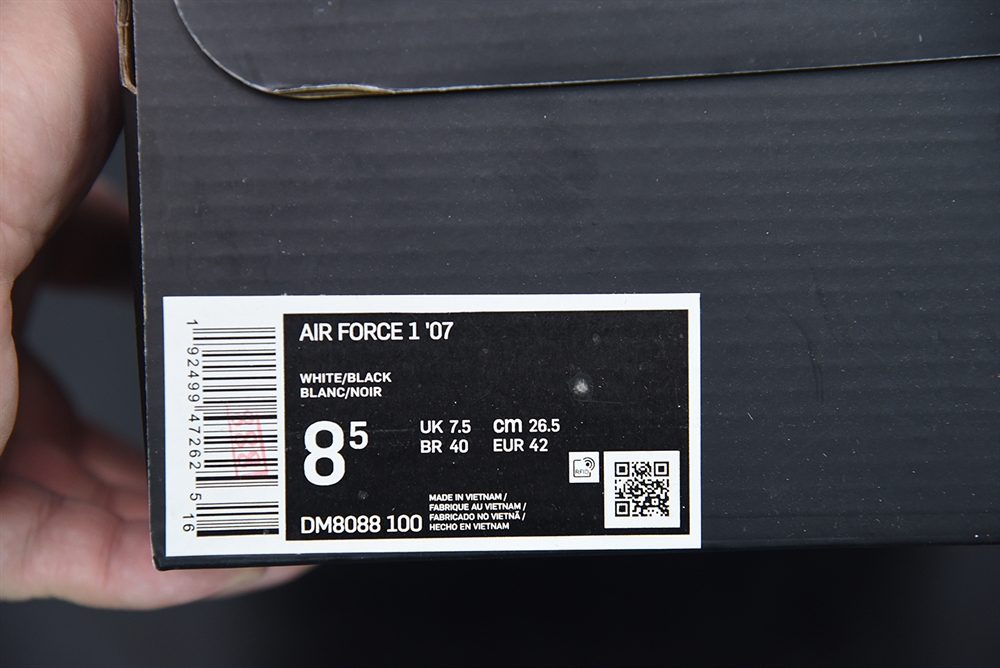 AIR FORCE 1 '07
WHITE/BLACK
BLANC/NOIR
8 5
UK 7.5 cm 26.5
BR 40 EUR 42
RFID
DM8088 100
MADE IN VIETNAM /
FABRIQUE AU VIETNAM /
FABRICADO NO VIETNÃ /
HECHO EN VIETNAM
1 92499 47262 5 16